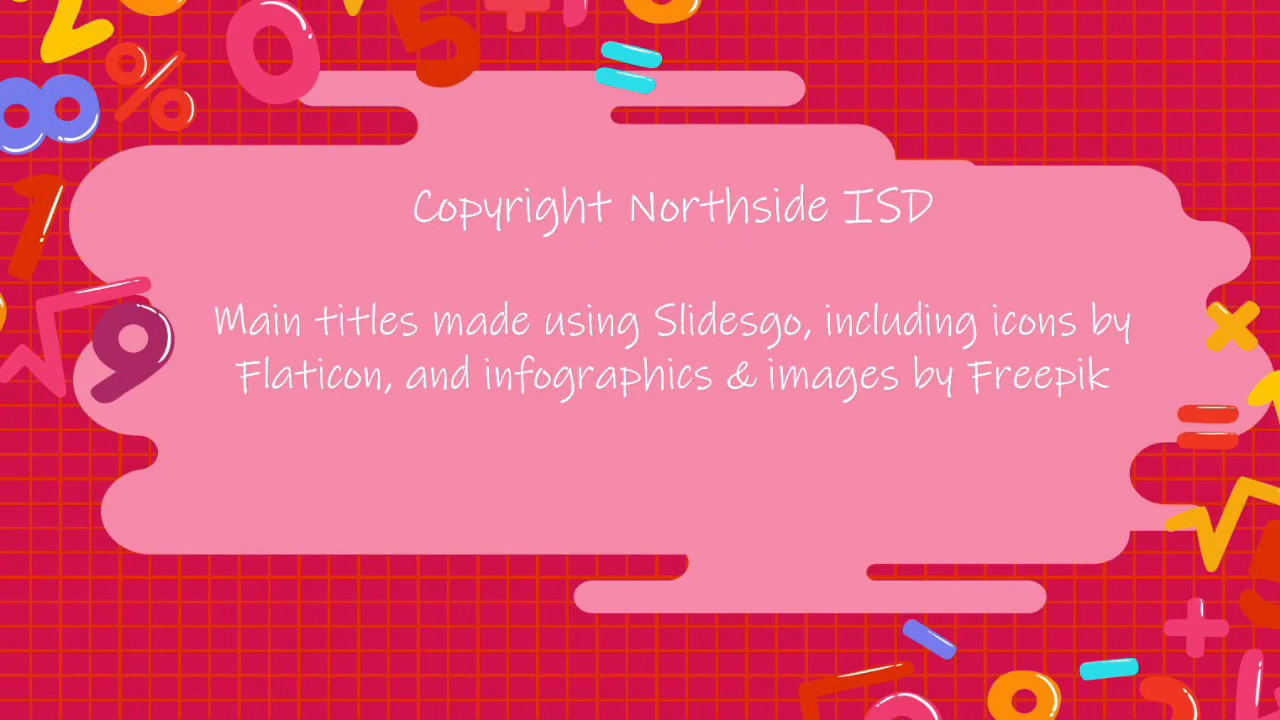 Copyright Northside ISD
Main titles made using Slidesgo, including icons by
Flaticon, and infographics & images by Freepik